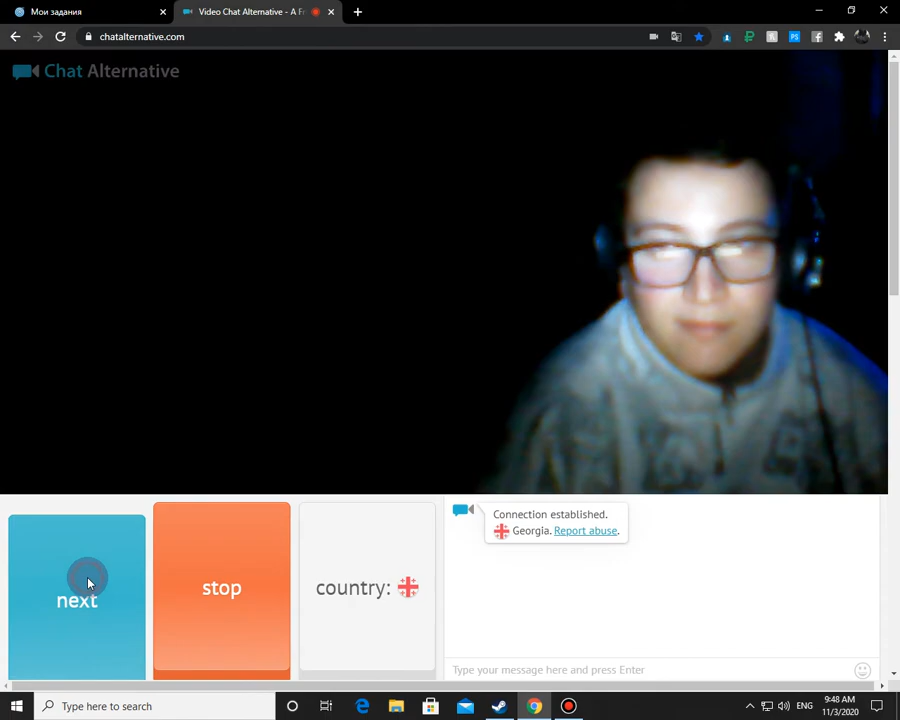 Мои задания
Video Chat Alternative - A Fr
chatalternative.com
Chat Alternative
Connection established.
Georgia. Report abuse.
next
stop
country:
Type your message here and press Enter
Type here to search
ENG
9:48 AM
11/3/2020